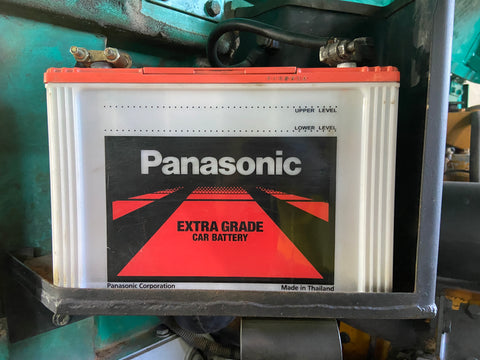 UPPER LEVEL
LOWER LEVEL
Panasonic
EXTRA GRADE
CAR BATTERY
Panasonic Corporation Made in Thailand